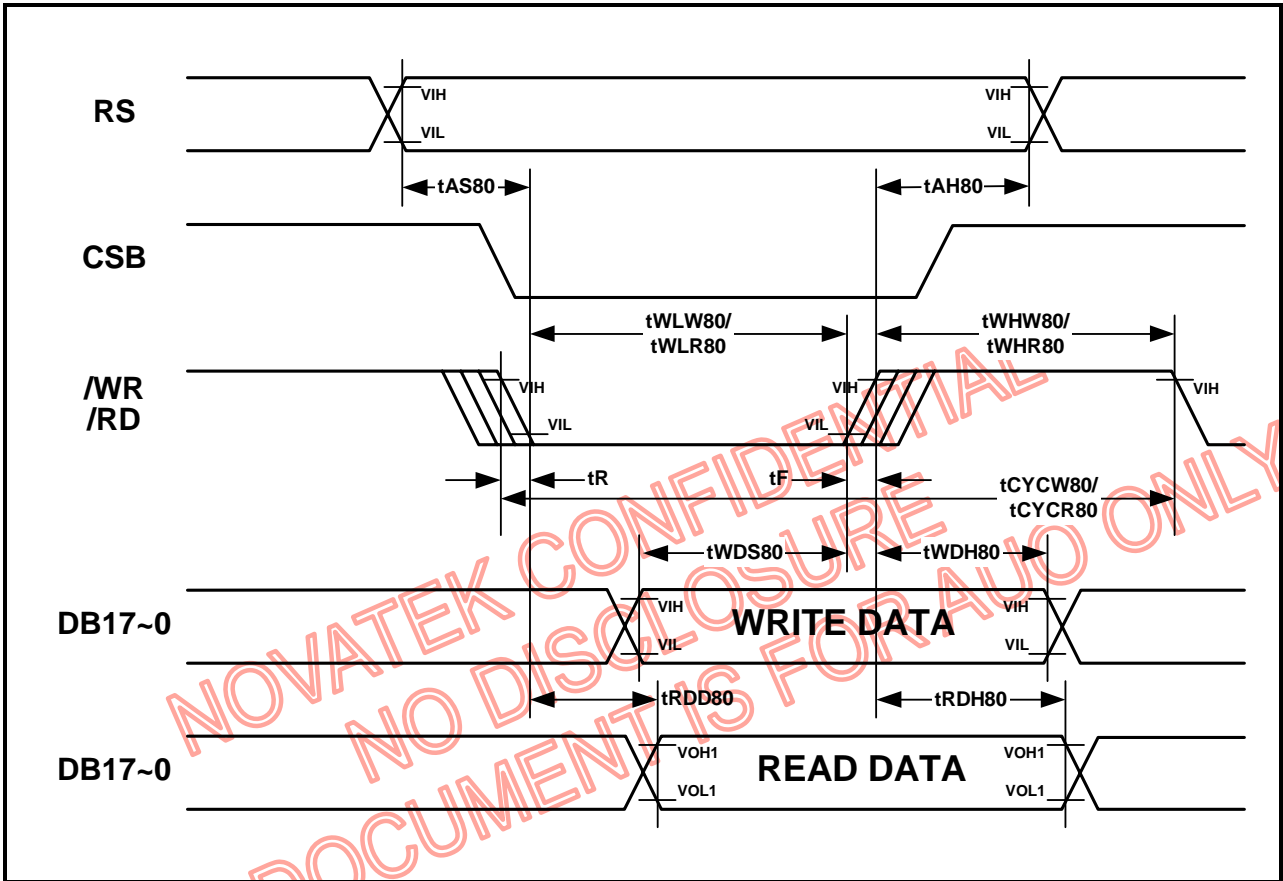 RS
VIH
VIH
VIL
VIL
tAS80
tAH80
CSB
tWLW80/
tWLR80
tWHW80/
tWHR80
/WR
/RD
VIH
VIH
VIH
VIL
VIL
tR
tF
tCYCW80/
tCYCR80
tWDS80
tWDH80
DB17~0
VIH
WRITE DATA
VIH
VIL
VIL
tRDD80
tRDH80
DB17~0
VOH1
READ DATA
VOH1
VOL1
VOL1
NOVATEK CONFIDENTIAL
NO DISCLOSURE
DOCUMENT IS FOR AUO ONLY